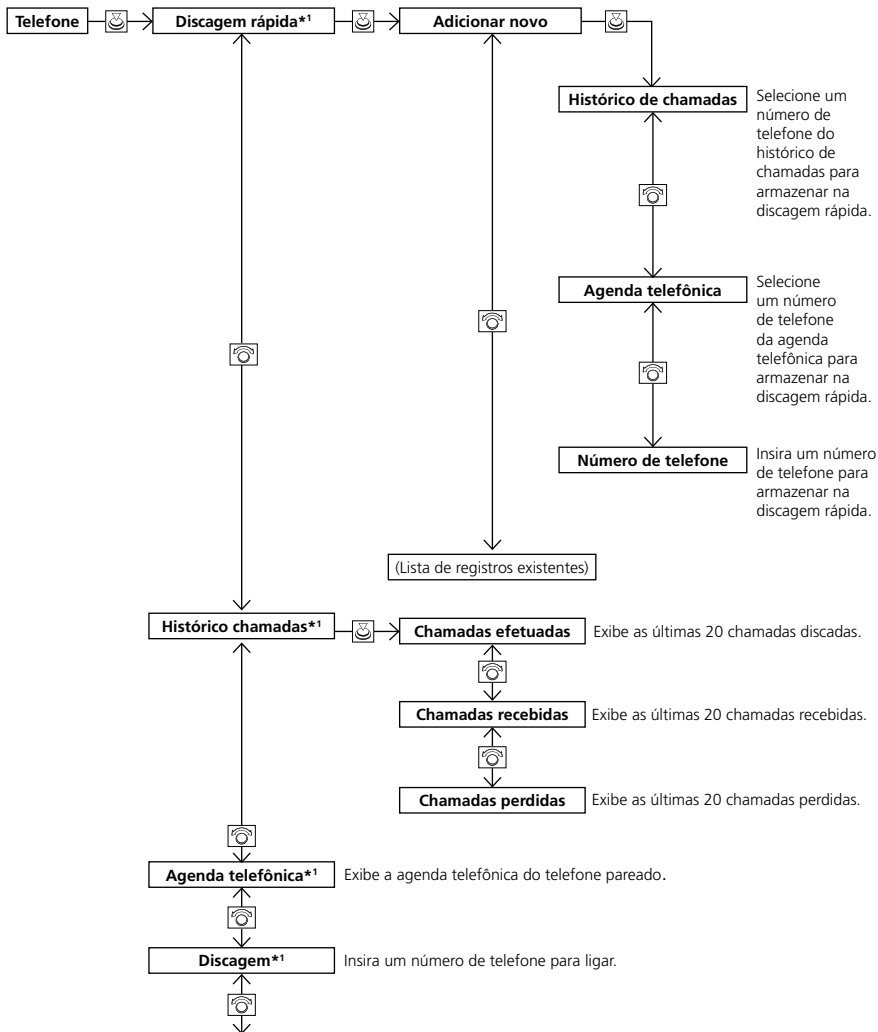 Telefone
Discagem rápida*1
Adicionar novo
Histórico de chamadas
Selecione um
número de
telefone do
histórico de
chamadas para
armazenar na
discagem rápida.
Agenda telefônica
Selecione
um número
de telefone
da agenda
telefônica para
armazenar na
discagem rápida.
Número de telefone
Insira um número
de telefone para
armazenar na
discagem rápida.
(Lista de registros existentes)
Histórico chamadas*1
Chamadas efetuadas
Exibe as últimas 20 chamadas discadas.
Chamadas recebidas
Exibe as últimas 20 chamadas recebidas.
Chamadas perdidas
Exibe as últimas 20 chamadas perdidas.
Agenda telefônica*1
Exibe a agenda telefônica do telefone pareado.
Discagem*1
Insira um número de telefone para ligar.